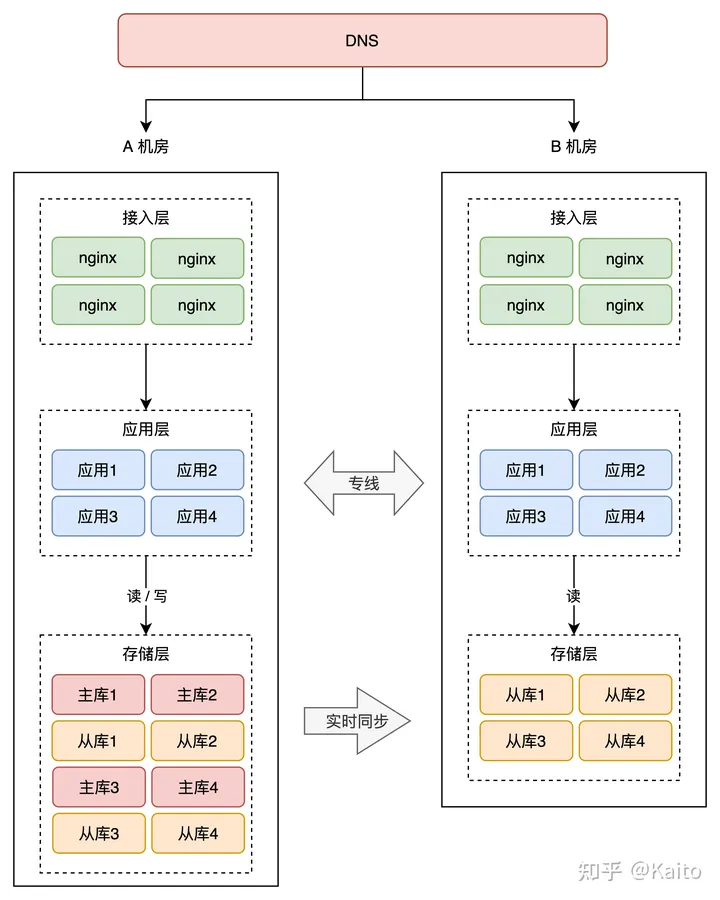 DNS
A 机房
B 机房
接入层
nginx
nginx
nginx
nginx
应用层
应用1
应用2
应用3
应用4
读 / 写
存储层
主库1
主库2
从库1
从库2
主库3
主库4
从库3
从库4
专线
实时同步
接入层
nginx
nginx
nginx
nginx
应用层
应用1
应用2
应用3
应用4
读
存储层
从库1
从库2
从库3
从库4
知乎 @Kaito